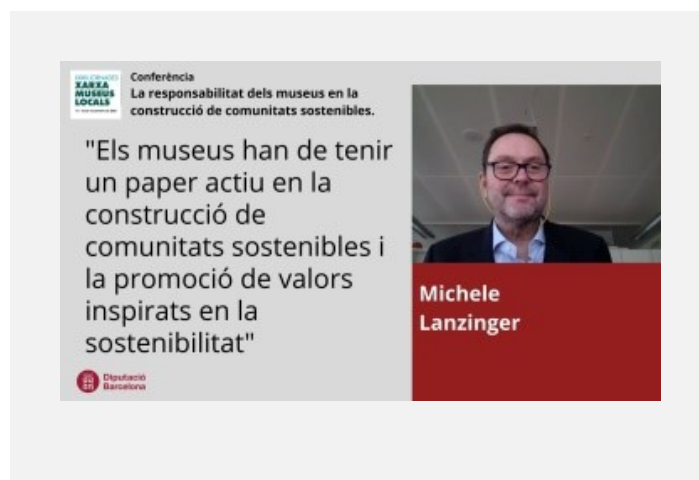 XARXA
MUSEUS
LOCALS
Conferència
La responsabilitat dels museus en la
construcció de comunitats sostenibles.
"Els museus han de tenir
un paper actiu en la
construcció de
comunitats sostenibles i
la promoció de valors
inspirats en la
sostenibilitat"
Michele
Lanzinger
Diputació
Barcelona